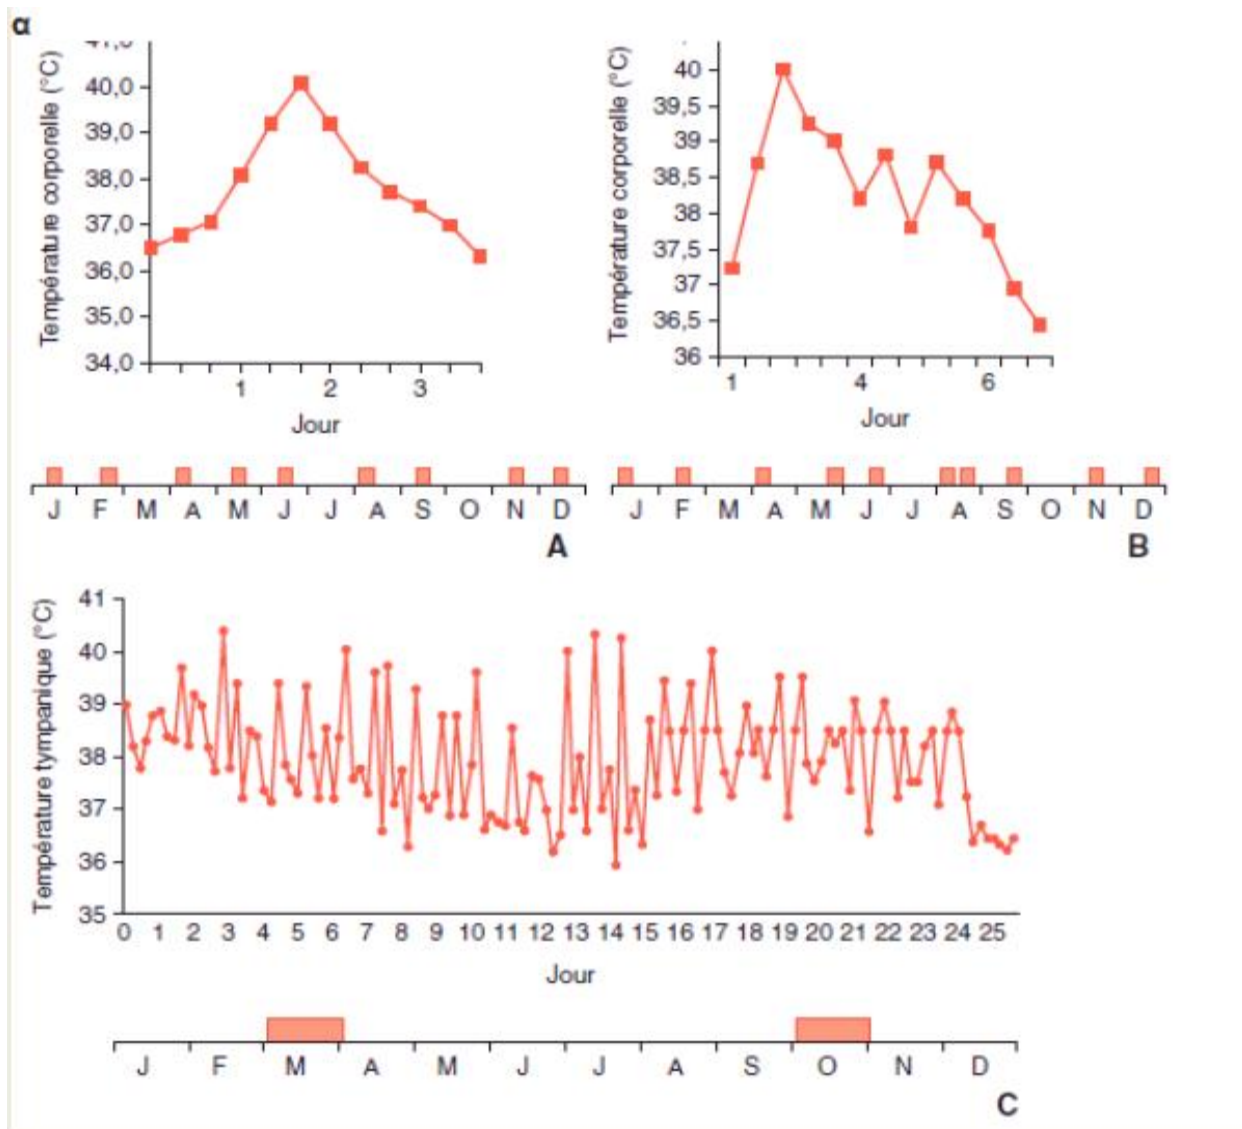 α
Température corporelle (°C)
41,0
40,0
39,0
38,0
37,0
36,0
35,0
34,0
1 2 3
Jour
J F M A M J J A S O N D
A
Température corporelle (°C)
40
39,5
39
38,5
38
37,5
37
36,5
36
1 4 6
Jour
J F M A M J J A S O N D
B
Température tympanique (°C)
41
40
39
38
37
36
35
0 1 2 3 4 5 6 7 8 9 10 11 12 13 14 15 16 17 18 19 20 21 22 23 24 25
Jour
J F M A M J J A S O N D
C